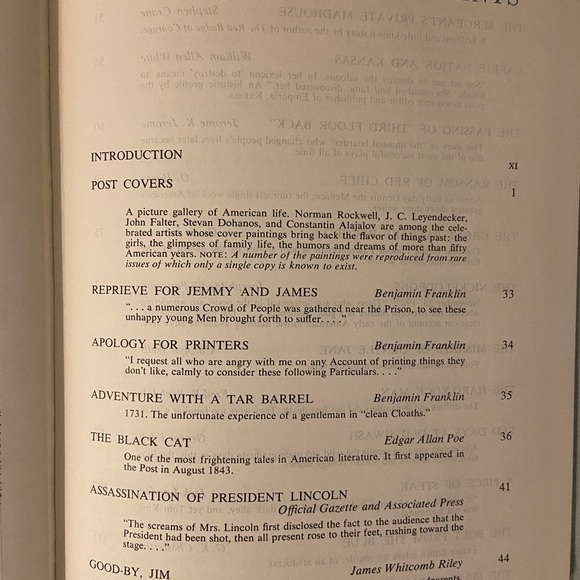 INTRODUCTION XI
POST COVERS 1
A picture gallery of American life. Norman Rockwell, J. C. Leyendecker,
John Falter, Stevan Dohanos, and Constantin Alajalov are among the cele-
brated artists whose cover paintings bring back the flavor of things past: the
girls, the glimpses of family life, the humors and dreams of more than fifty
American years. NOTE: A number of the paintings were reproduced from rare
issues of which only a single copy is known to exist.
REPRIEVE FOR JEMMY AND JAMES Benjamin Franklin 33
". . . a numerous Crowd of People was gathered near the Prison, to see these
unhappy young Men brought forth to suffer. . . ."
APOLOGY FOR PRINTERS Benjamin Franklin 34
"I request all who are angry with me on any Account of printing things they
don't like, calmly to consider these following Particulars. . . ."
ADVENTURE WITH A TAR BARREL Benjamin Franklin 35
1731. The unfortunate experience of a gentleman in "clean Cloaths."
THE BLACK CAT Edgar Allan Poe 36
One of the most frightening tales in American literature. It first appeared in
the Post in August 1843.
ASSASSINATION OF PRESIDENT LINCOLN 41
Official Gazette and Associated Press
"The screams of Mrs. Lincoln first disclosed the fact to the audience that the
President had been shot, then all present rose to their feet, rushing toward the
stage. . . ."
GOOD-BY, JIM James Whitcomb Riley 44